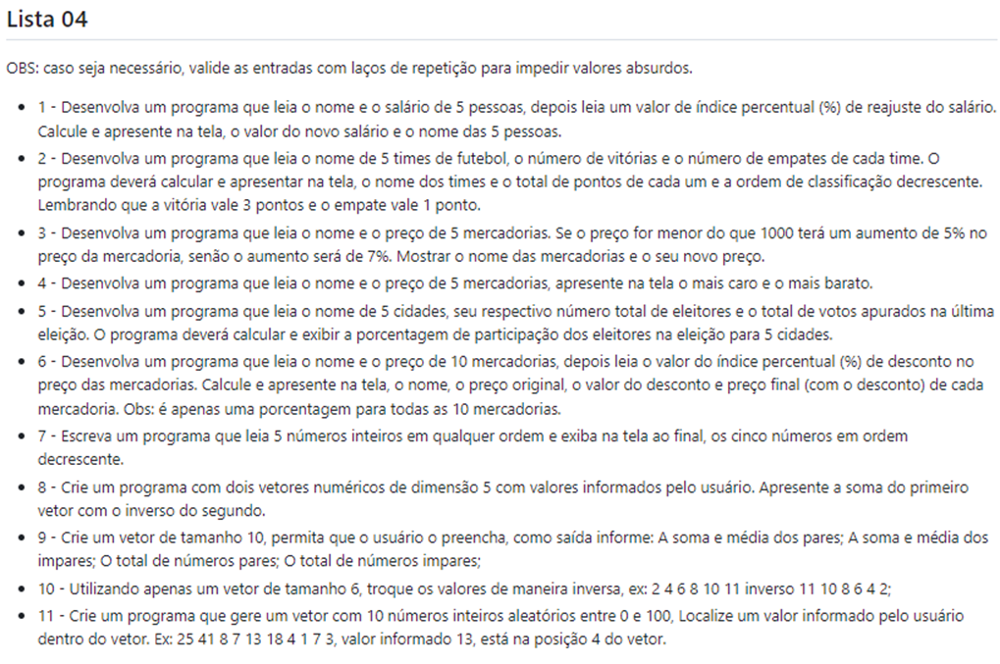 Lista 04
OBS: caso seja necessário, valide as entradas com laços de repetição para impedir valores absurdos.
• 1 - Desenvolva um programa que leia o nome e o salário de 5 pessoas, depois leia um valor de índice percentual (%) de reajuste do salário.
Calcule e apresente na tela, o valor do novo salário e o nome das 5 pessoas.
• 2 - Desenvolva um programa que leia o nome de 5 times de futebol, o número de vitórias e o número de empates de cada time. O
programa deverá calcular e apresentar na tela, o nome dos times e o total de pontos de cada um e a ordem de classificação decrescente.
Lembrando que a vitória vale 3 pontos e o empate vale 1 ponto.
• 3 - Desenvolva um programa que leia o nome e o preço de 5 mercadorias. Se o preço for menor do que 1000 terá um aumento de 5% no
preço da mercadoria, senão o aumento será de 7%. Mostrar o nome das mercadorias e o seu novo preço.
• 4 - Desenvolva um programa que leia o nome e o preço de 5 mercadorias, apresente na tela o mais caro e o mais barato.
• 5 - Desenvolva um programa que leia o nome de 5 cidades, seu respectivo número total de eleitores e o total de votos apurados na última
eleição. O programa deverá calcular e exibir a porcentagem de participação dos eleitores na eleição para 5 cidades.
• 6 - Desenvolva um programa que leia o nome e o preço de 10 mercadorias, depois leia o valor do índice percentual (%) de desconto no
preço das mercadorias. Calcule e apresente na tela, o nome, o preço original, o valor do desconto e preço final (com o desconto) de cada
mercadoria. Obs: é apenas uma porcentagem para todas as 10 mercadorias.
• 7 - Escreva um programa que leia 5 números inteiros em qualquer ordem e exiba na tela ao final, os cinco números em ordem
decrescente.
• 8 - Crie um programa com dois vetores numéricos de dimensão 5 com valores informados pelo usuário. Apresente a soma do primeiro
vetor com o inverso do segundo.
• 9 - Crie um vetor de tamanho 10, permita que o usuário o preencha, como saída informe: A soma e média dos pares; A soma e média dos
impares; O total de números pares; O total de números impares;
• 10 - Utilizando apenas um vetor de tamanho 6, troque os valores de maneira inversa, ex: 2 4 6 8 10 11 inverso 11 10 8 6 4 2;
• 11 - Crie um programa que gere um vetor com 10 números inteiros aleatórios entre 0 e 100, Localize um valor informado pelo usuário
dentro do vetor. Ex: 25 41 8 7 13 18 4 1 7 3, valor informado 13, está na posição 4 do vetor.